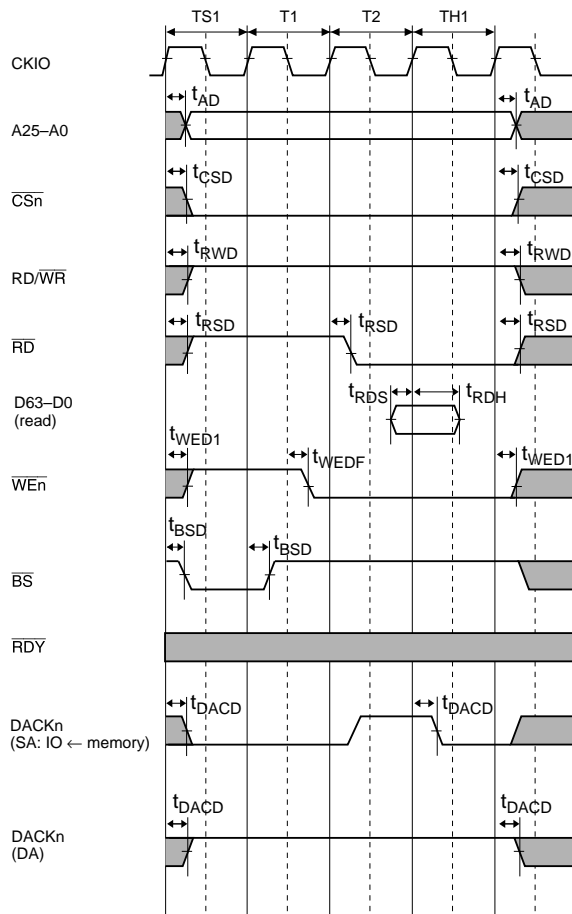 TS1 T1 T2 TH1
CKIO
tAD tAD
A25–A0
tCSD tCSD
CSn
tRWD tRWD
RD/WR
tRSD tRSD tRSD
RD
D63–D0
(read)
tRDS tRDH
tWED1 tWEDF tWED1
WEn
tBSD tBSD
BS
RDY
tDACD tDACD
DACKn
(SA: IO ← memory)
tDACD tDACD
DACKn
(DA)